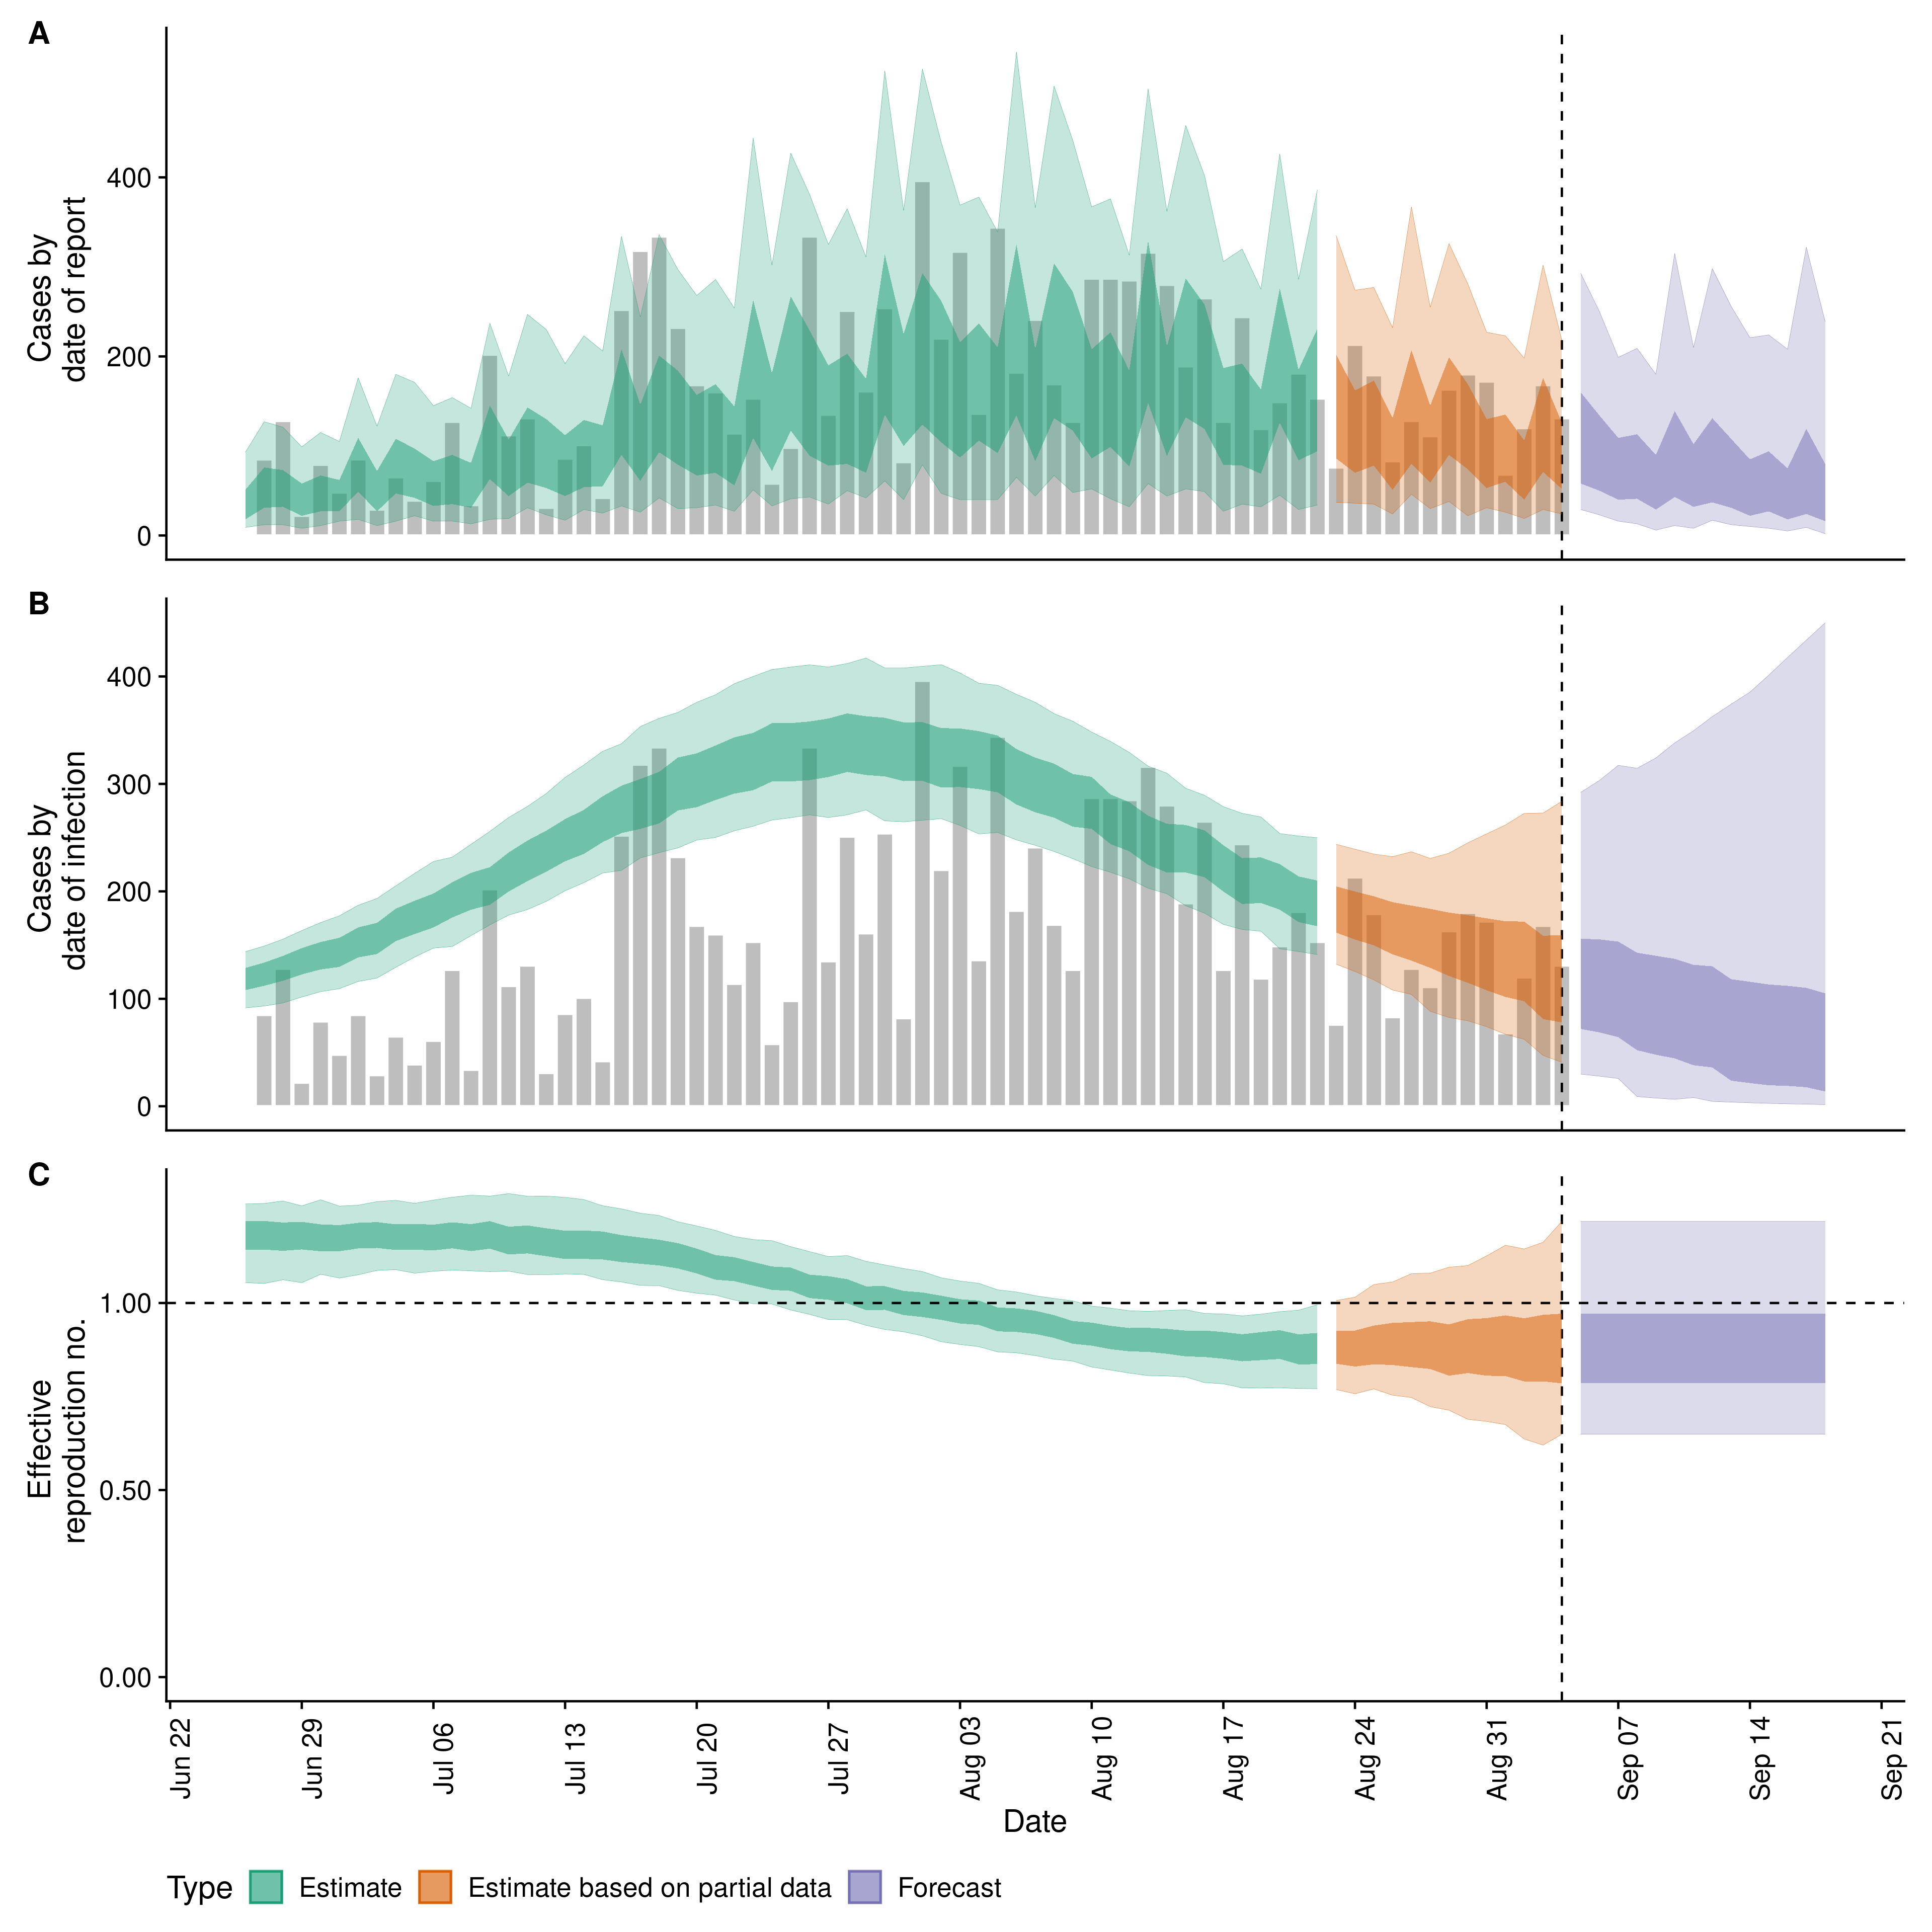 A
Cases by
date of report
400
200
0
B
Cases by
date of infection
400
300
200
100
0
C
Effective
reproduction no.
1.00
0.50
0.00
Jun 22
Jun 29
Jul 06
Jul 13
Jul 20
Jul 27
Aug 03
Aug 10
Aug 17
Aug 24
Aug 31
Sep 07
Sep 14
Sep 21
Date
Type Estimate Estimate based on partial data Forecast